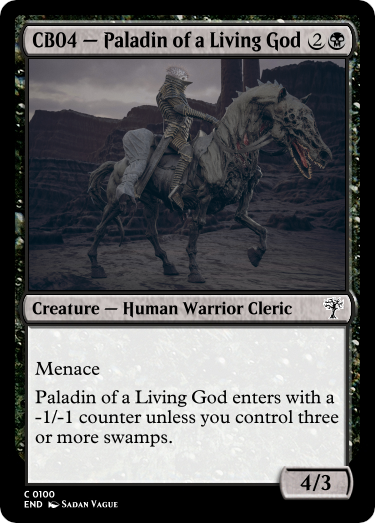 CB04 — Paladin of a Living God 2
Creature — Human Warrior Cleric
Menace
Paladin of a Living God enters with a
-1/-1 counter unless you control three
or more swamps.
4/3
C 0100
END Sadan Vague